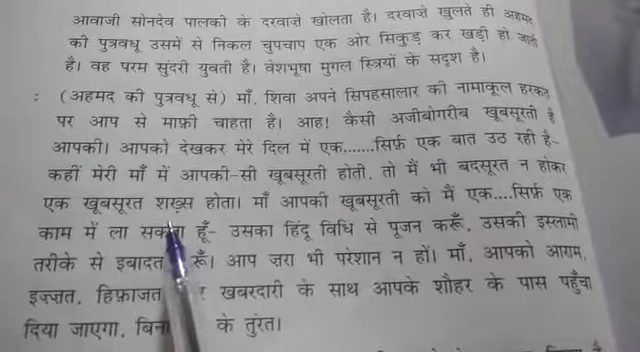 आवाजी सोनदेव पालकी के दरवाज़े खोलता है। दरवाज़े खुलते ही अहमद
की पुत्रवधू उसमें से निकल चुपचाप एक ओर सिकुड़ कर खड़ी हो जाती
है। वह परम सुंदरी युवती है। वेशभूषा मुगल स्त्रियों के सदृश है।
: (अहमद की पुत्रवधू से) माँ, शिवा अपने सिपहसालार की नामाकूल हरकत
पर आप से माफ़ी चाहता है। आह! कैसी अजीबोगरीब खूबसूरती है
आपकी। आपको देखकर मेरे दिल में एक.......सिर्फ़ एक बात उठ रही है-
कहीं मेरी माँ में आपकी-सी खूबसूरती होती, तो मैं भी बदसूरत न होकर
एक खूबसूरत शख़्स होता। माँ आपकी खूबसूरती को मैं एक....सिर्फ़ एक
काम में ला सकता हूँ- उसका हिंदू विधि से पूजन करूँ, उसकी इस्लामी
तरीके से इबादत आप ज़रा भी परेशान न हों। माँ, आपको आराम,
इज़्ज़त, हिफ़ाजत खबरदारी के साथ आपके शौहर के पास पहुँचा
दिया जाएगा, बिना के तुरंत।